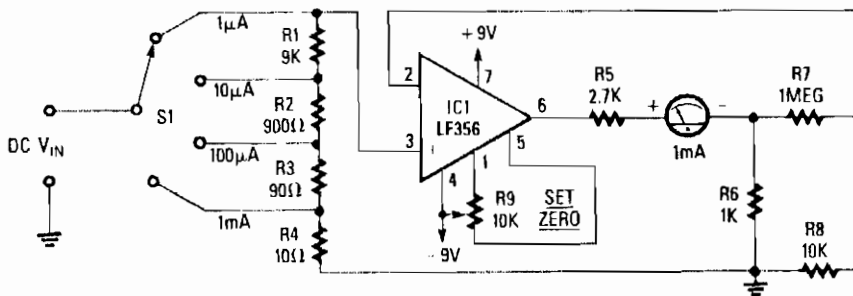 1μA
R1
9K
+9V
2
7
R5
2.7K
+
-
R7
1MEG
10μA
IC1
LF356
6
S1
R2
900Ω
DC VIN
100μA
3
+
5
1mA
4
1
R3
90Ω
R9
10K
SET
ZERO
R6
1K
1mA
R4
10Ω
- 9V
R8
10K